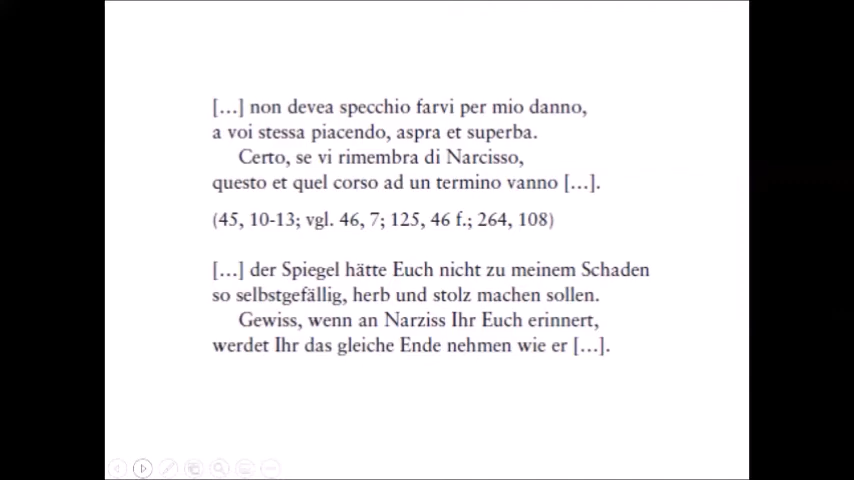 […] non devea specchio farvi per mio danno,
a voi stessa piacendo, aspra et superba.
Certo, se vi rimembra di Narcisso,
questo et quel corso ad un termino vanno […].
(45, 10-13; vgl. 46, 7; 125, 46 f.; 264, 108)
[…] der Spiegel hätte Euch nicht zu meinem Schaden
so selbstgefällig, herb und stolz machen sollen.
Gewiss, wenn an Narziss Ihr Euch erinnert,
werdet Ihr das gleiche Ende nehmen wie er […].